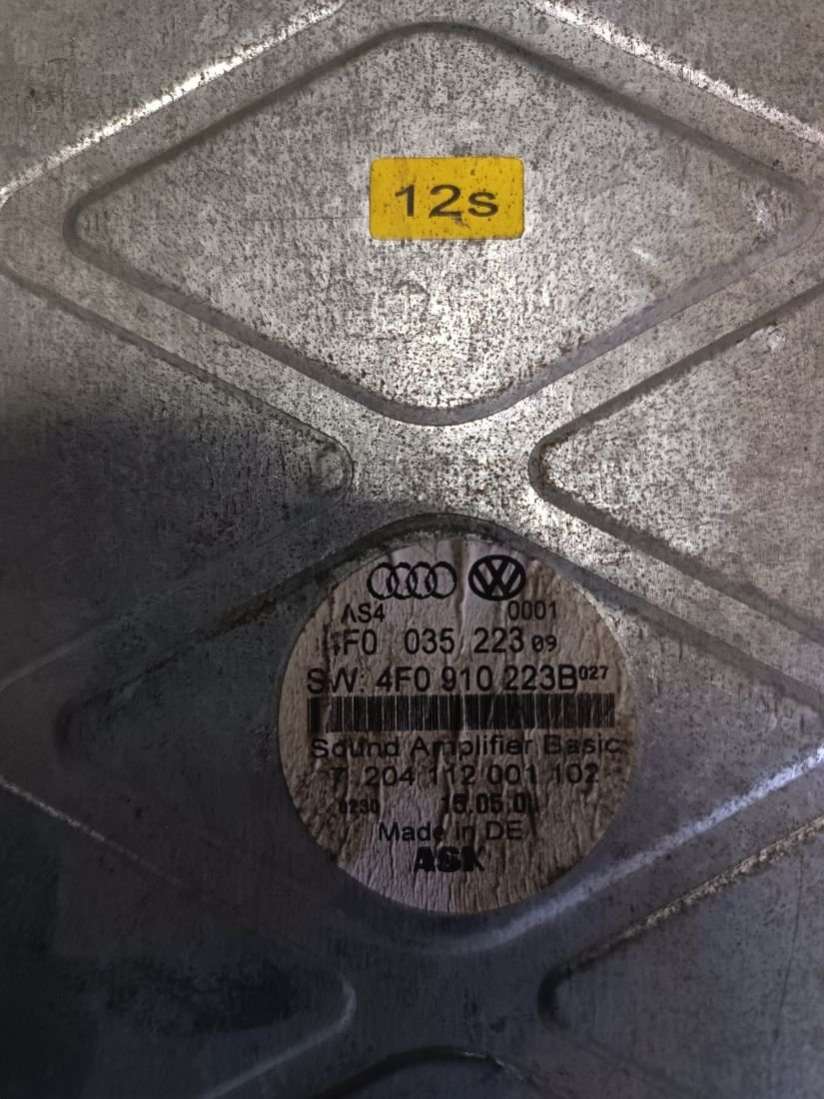 12s
AS4 0001
F0 035 223 09
SW: 4F0 910 223B 027
Sound Amplifier Basic
7 204 112 001 102
0230
Made in DE
ASK